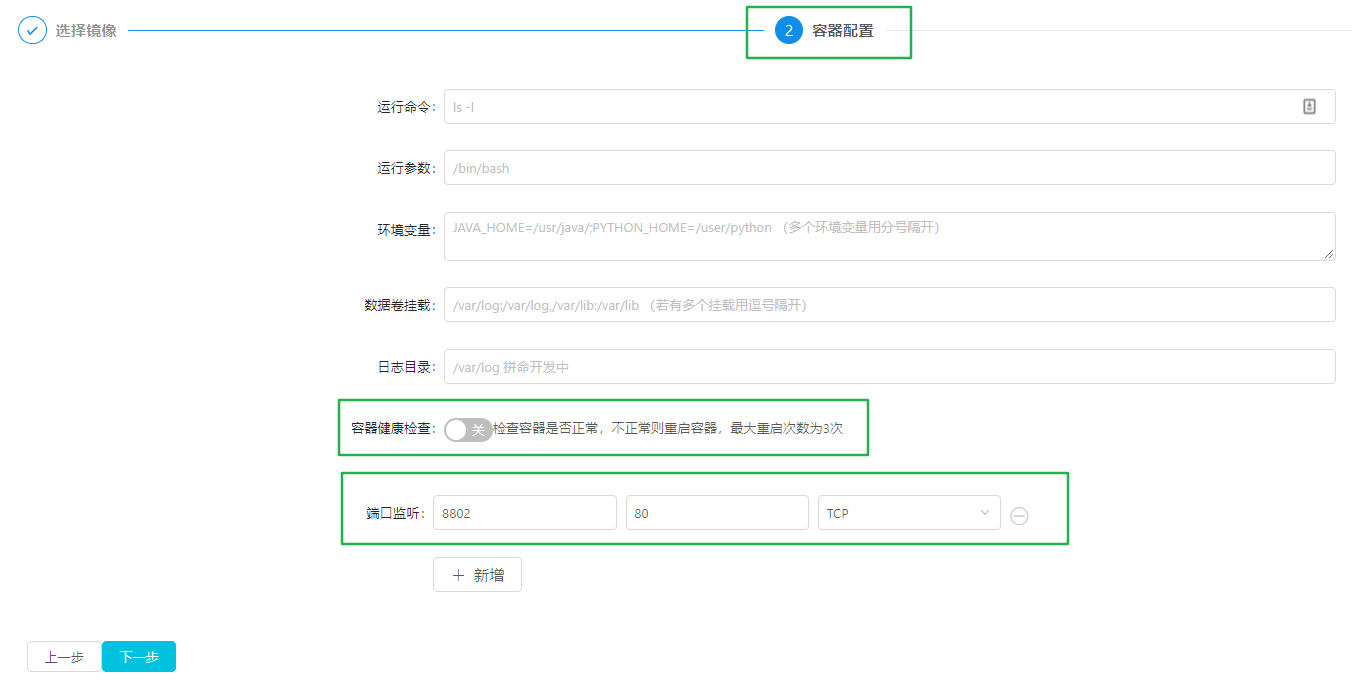 选择镜像
2 容器配置
运行命令： ls -l
运行参数： /bin/bash
环境变量： JAVA_HOME=/usr/java/;PYTHON_HOME=/user/python （多个环境变量用分号隔开）
数据卷挂载： /var/log:/var/log,/var/lib:/var/lib （若有多个挂载用逗号隔开）
日志目录： /var/log 拼命开发中
容器健康检查： 关 检查容器是否正常，不正常则重启容器，最大重启次数为3次
端口监听： 8802 80 TCP
+ 新增
上一步 下一步